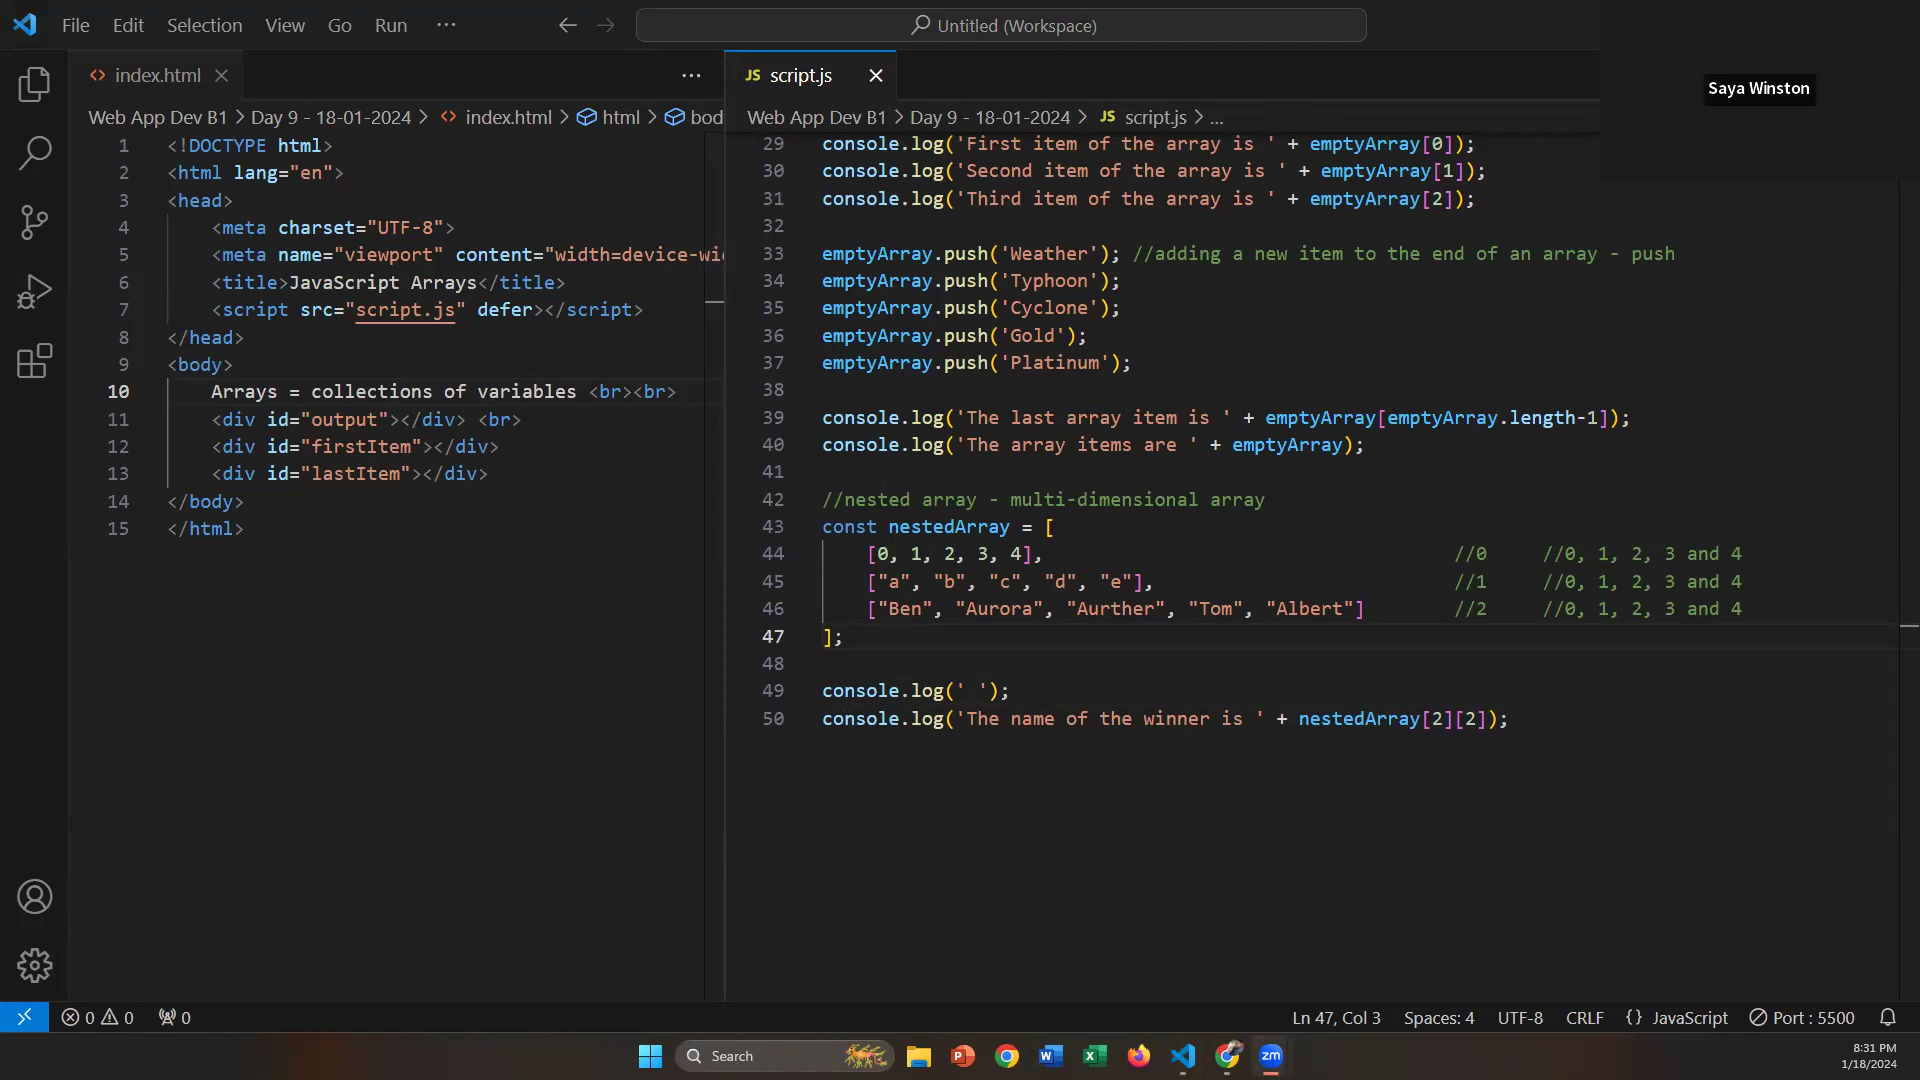 File Edit Selection View Go Run ···
Untitled (Workspace)
Saya Winston
index.html
Web App Dev B1 > Day 9 - 18-01-2024 > index.html > html > bod
1 <!DOCTYPE html>
2 <html lang="en">
3 <head>
4 <meta charset="UTF-8">
5 <meta name="viewport" content="width=device-wi
6 <title>JavaScript Arrays</title>
7 <script src="script.js" defer></script>
8 </head>
9 <body>
10 Arrays = collections of variables <br><br>
11 <div id="output"></div> <br>
12 <div id="firstItem"></div>
13 <div id="lastItem"></div>
14 </body>
15 </html>
JS script.js
Web App Dev B1 > Day 9 - 18-01-2024 > JS script.js > ...
29 console.log('First item of the array is ' + emptyArray[0]);
30 console.log('Second item of the array is ' + emptyArray[1]);
31 console.log('Third item of the array is ' + emptyArray[2]);
32
33 emptyArray.push('Weather'); //adding a new item to the end of an array - push
34 emptyArray.push('Typhoon');
35 emptyArray.push('Cyclone');
36 emptyArray.push('Gold');
37 emptyArray.push('Platinum');
38
39 console.log('The last array item is ' + emptyArray[emptyArray.length-1]);
40 console.log('The array items are ' + emptyArray);
41
42 //nested array - multi-dimensional array
43 const nestedArray = [
44 [0, 1, 2, 3, 4], //0 //0, 1, 2, 3 and 4
45 ["a", "b", "c", "d", "e"], //1 //0, 1, 2, 3 and 4
46 ["Ben", "Aurora", "Aurther", "Tom", "Albert"] //2 //0, 1, 2, 3 and 4
47 ];
48
49 console.log(' ');
50 console.log('The name of the winner is ' + nestedArray[2][2]);
0 0 0
Ln 47, Col 3 Spaces: 4 UTF-8 CRLF {} JavaScript Port : 5500
Search
P W X zm
8:31 PM
1/18/2024